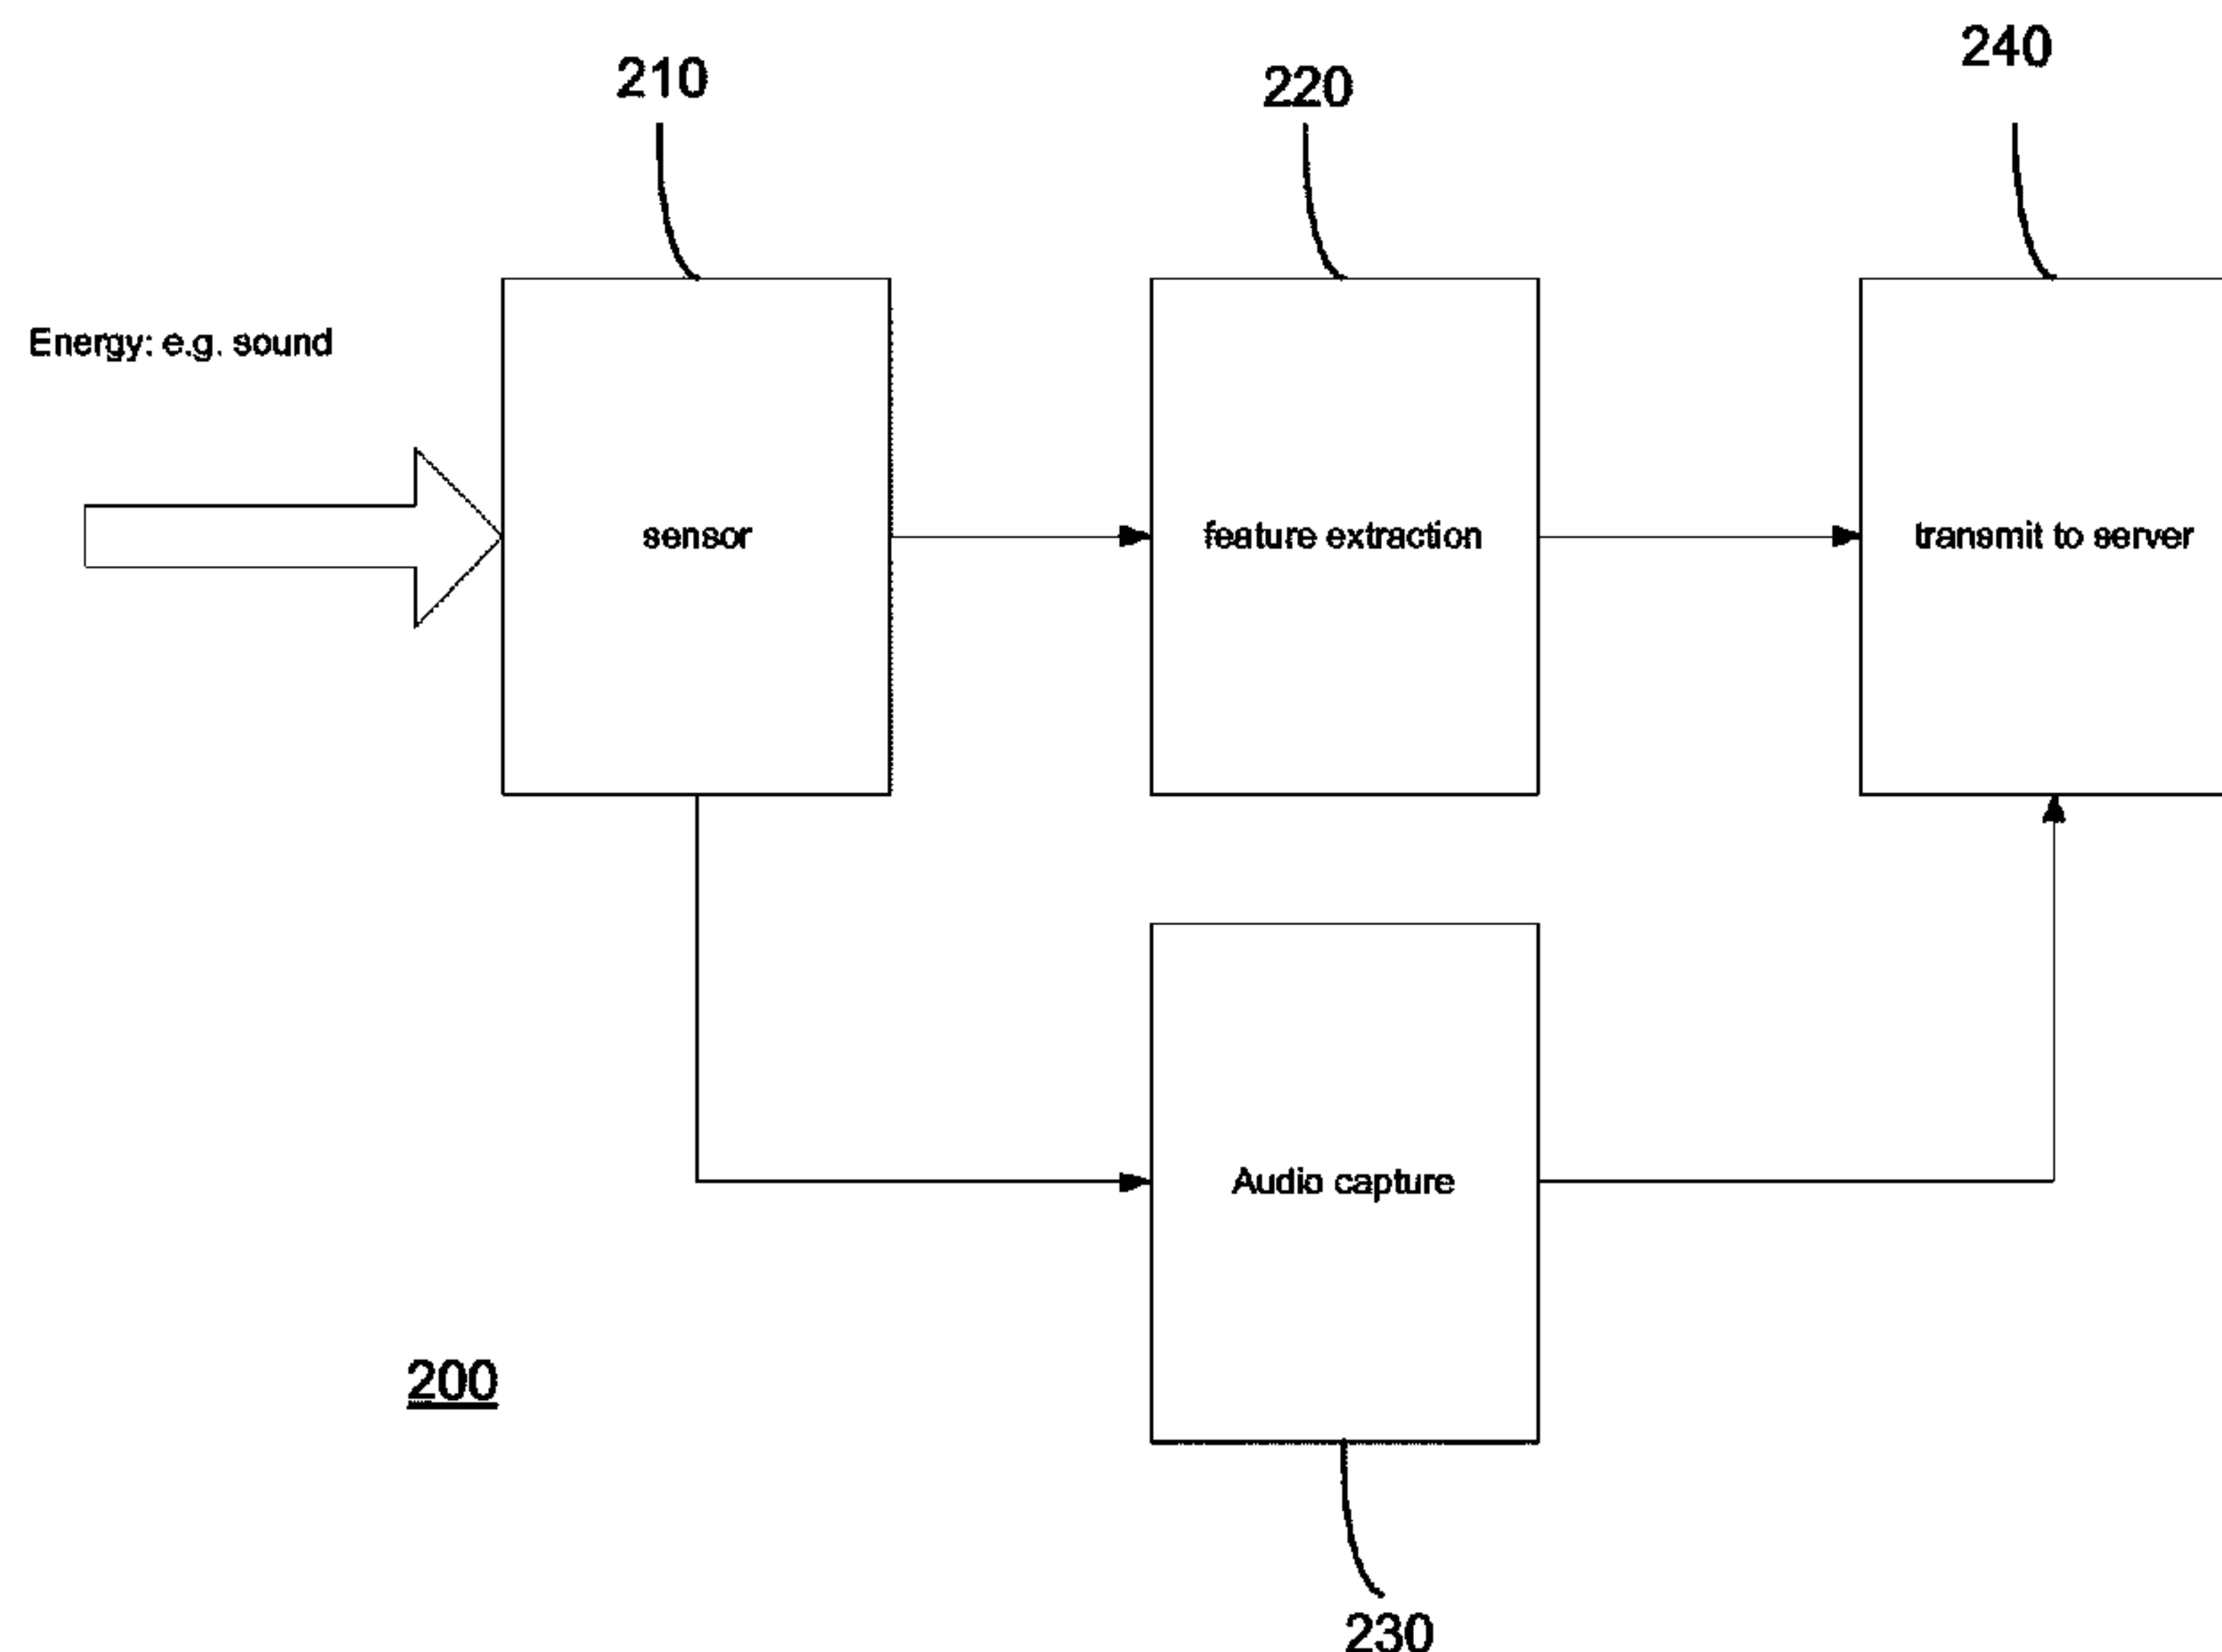 210
220
240
Energy: e.g. sound
sensor
feature extraction
transmit to server
Audio capture
200
230